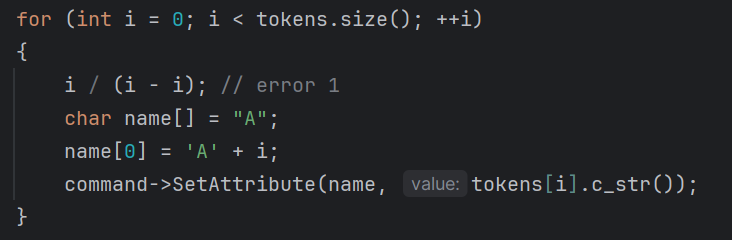 for (int i = 0; i < tokens.size(); ++i)
{
    i / (i - i); // error 1
    char name[] = "A";
    name[0] = 'A' + i;
    command->SetAttribute(name, value: tokens[i].c_str());
}